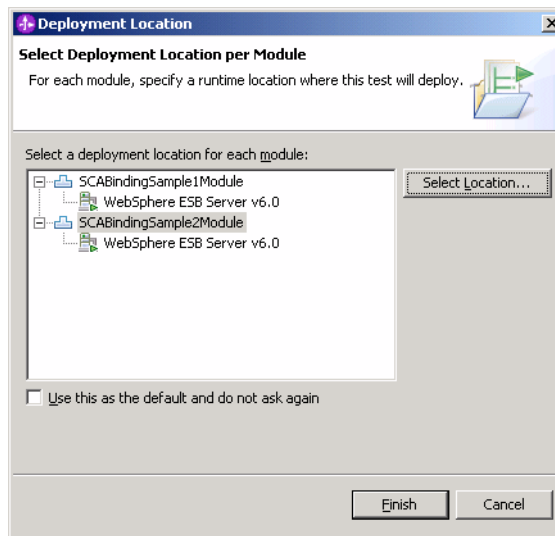 Deployment Location
Select Deployment Location per Module
For each module, specify a runtime location where this test will deploy.
Select a deployment location for each module:
SCABindingSample1Module
Select Location...
WebSphere ESB Server v6.0
SCABindingSample2Module
WebSphere ESB Server v6.0
Use this as the default and do not ask again
Finish
Cancel